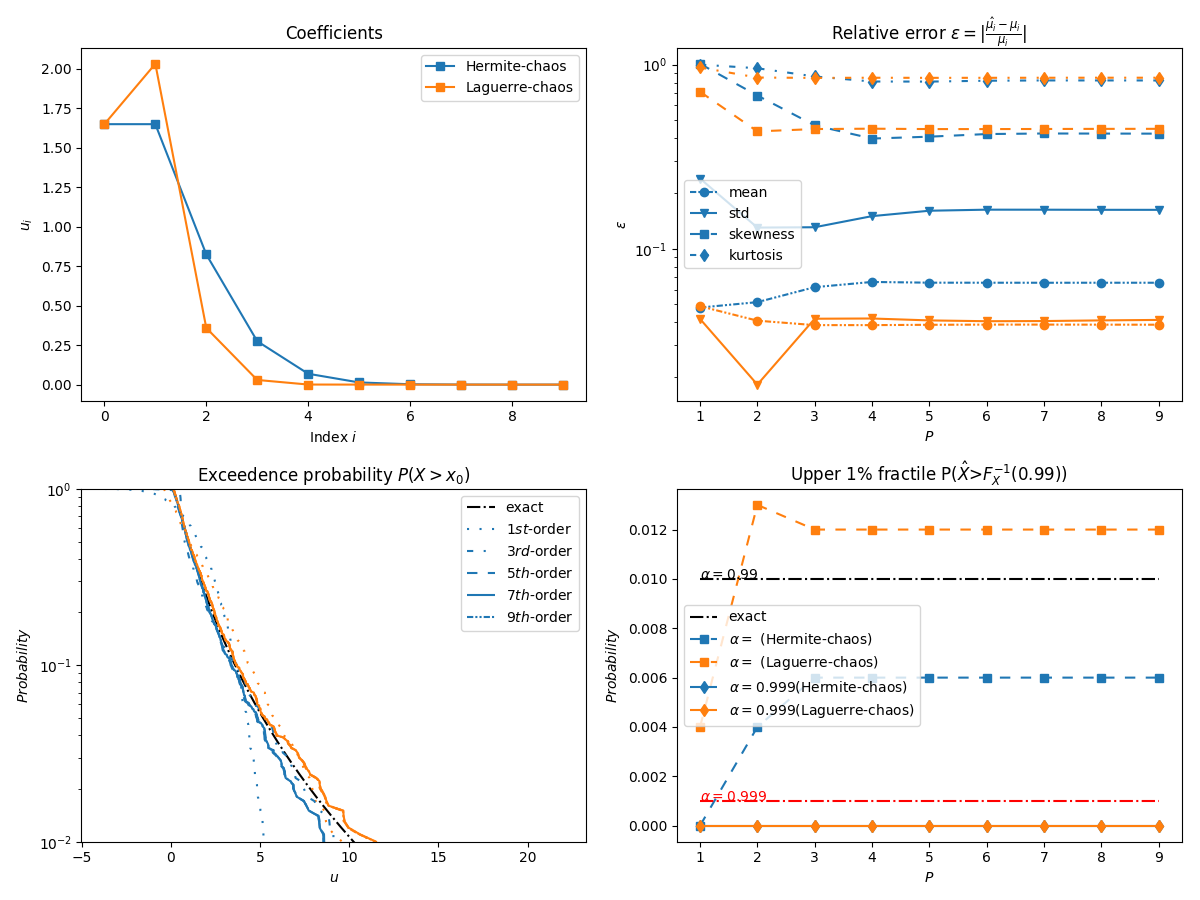 Coefficients
2.00
1.75
1.50
1.25
1.00
0.75
0.50
0.25
0.00
u_i
Hermite-chaos
Laguerre-chaos
0 2 4 6 8
Index i
Relative error ε = |\frac{\hat{μ_i} − μ_i}{μ_i}|
10^0
10^{−1}
ε
mean
std
skewness
kurtosis
1 2 3 4 5 6 7 8 9
P
Exceedence probability P(X > x_0)
10^0
10^{−1}
10^{−2}
Probability
exact
1st-order
3rd-order
5th-order
7th-order
9th-order
−5 0 5 10 15 20
u
Upper 1% fractile P(\hat{X}>F_X^{−1}(0.99))
0.012
0.010
0.008
0.006
0.004
0.002
0.000
Probability
α = 0.99
exact
α = (Hermite-chaos)
α = (Laguerre-chaos)
α = 0.999(Hermite-chaos)
α = 0.999(Laguerre-chaos)
α = 0.999
1 2 3 4 5 6 7 8 9
P